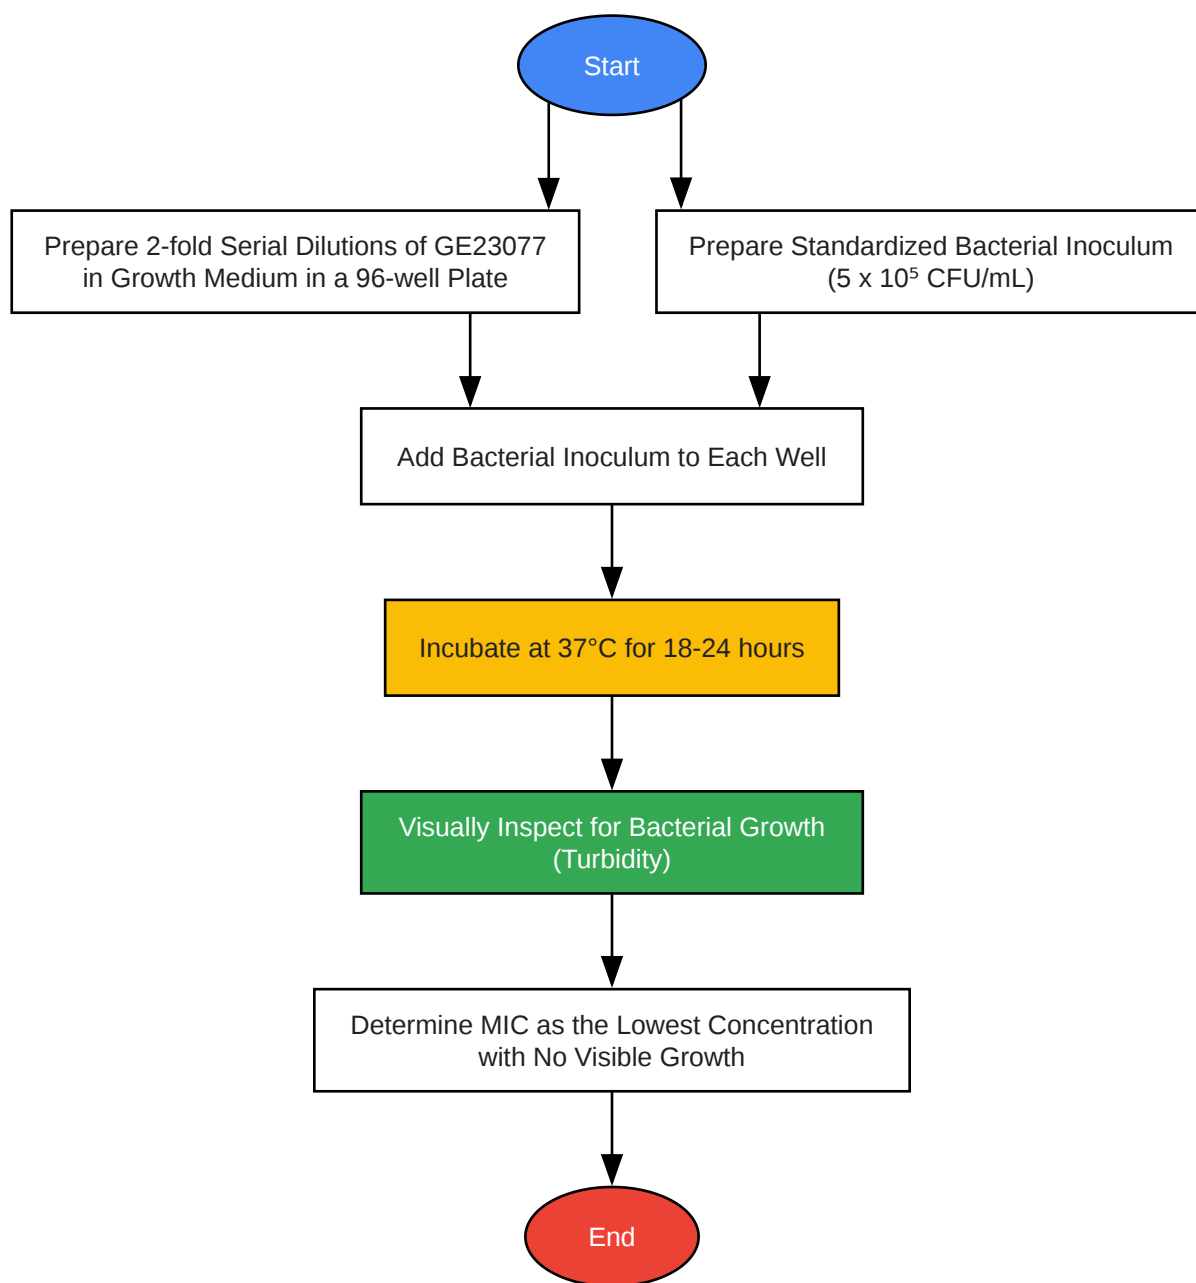 Start
Prepare 2-fold Serial Dilutions of GE23077
in Growth Medium in a 96-well Plate
Prepare Standardized Bacterial Inoculum
(5 x 10⁵ CFU/mL)
Add Bacterial Inoculum to Each Well
Incubate at 37°C for 18-24 hours
Visually Inspect for Bacterial Growth
(Turbidity)
Determine MIC as the Lowest Concentration
with No Visible Growth
End